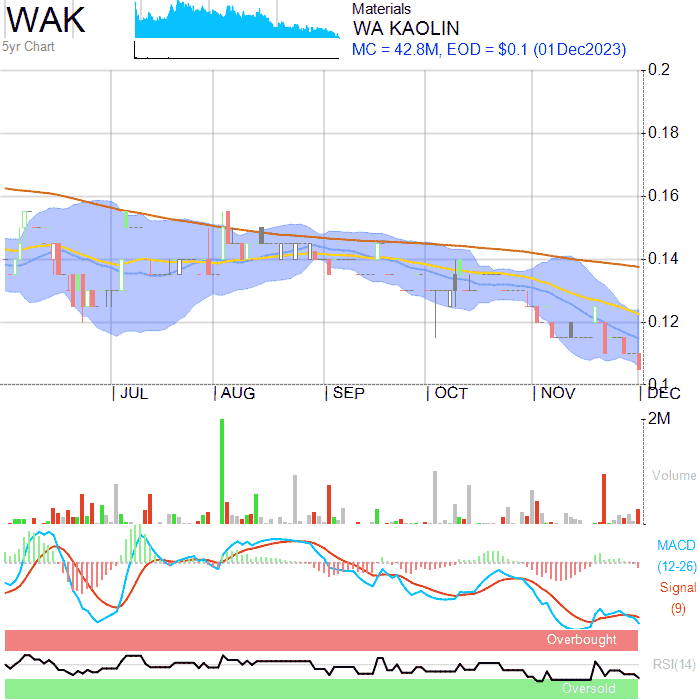 WAK
5yr Chart
Materials
WA KAOLIN
MC = 42.8M, EOD = $0.1 (01Dec2023)
0.2
0.18
0.16
0.14
0.12
0.1
JUL
AUG
SEP
OCT
NOV
DEC
2M
Volume
MACD
(12-26)
Signal
(9)
Overbought
RSI(14)
Oversold